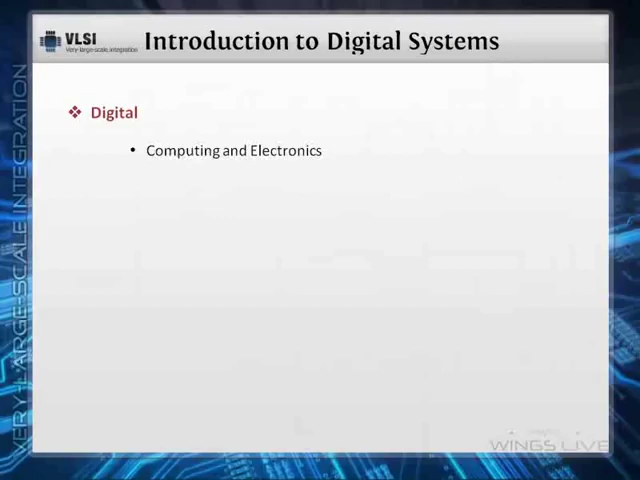 VLSI
Very-large-scale.integration
Introduction to Digital Systems
❖ Digital
• Computing and Electronics
VERY-LARGE-SCALE INTEGRATION
WINGS LIVE